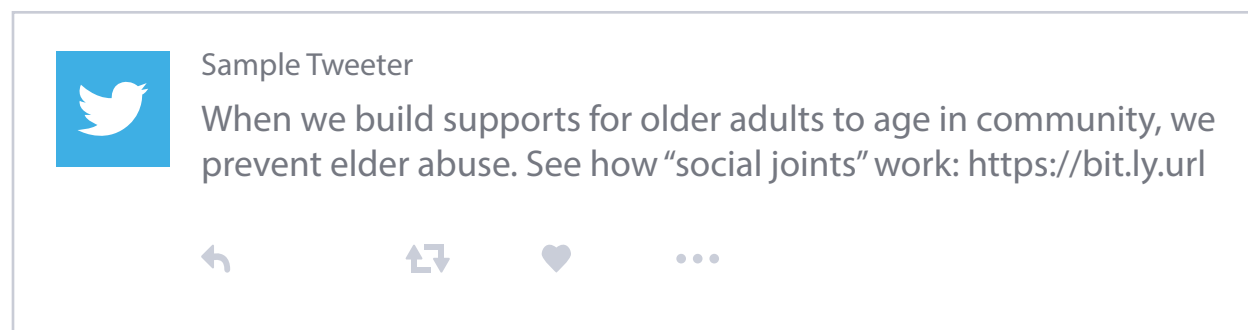 Sample Tweeter
When we build supports for older adults to age in community, we
prevent elder abuse. See how “social joints” work: https://bit.ly.url